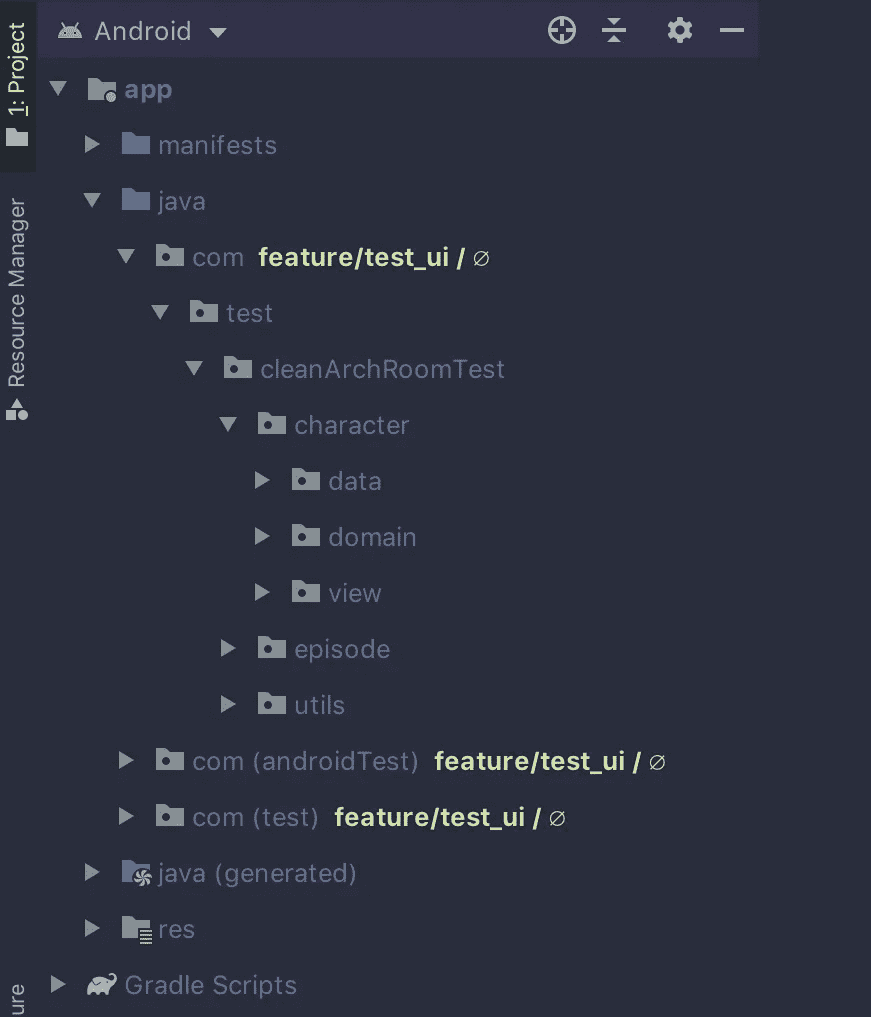 Android
1: Project
Resource Manager
app
manifests
java
com feature/test_ui / ∅
test
cleanArchRoomTest
character
data
domain
view
episode
utils
com (androidTest) feature/test_ui / ∅
com (test) feature/test_ui / ∅
java (generated)
res
Gradle Scripts
ure